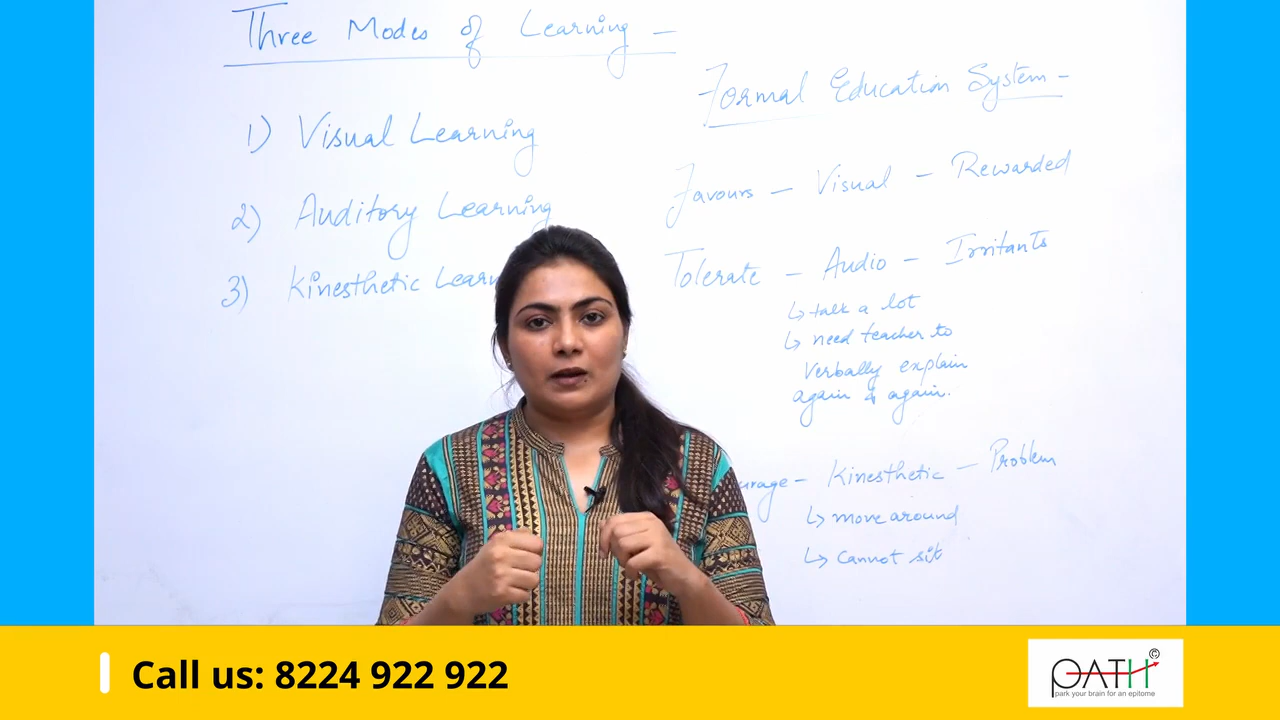 Three Modes of Learning -
1) Visual Learning
2) Auditory Learning
3) Kinesthetic Learn
Formal Education System -
Favours - Visual - Rewarded
Tolerate - Audio - Irritants
↳ talk a lot
↳ need teacher to
verbally explain
again & again.
urage - Kinesthetic - Problem
↳ move around
↳ cannot sit
Call us: 8224 922 922
PATH ©
park your brain for an epitome